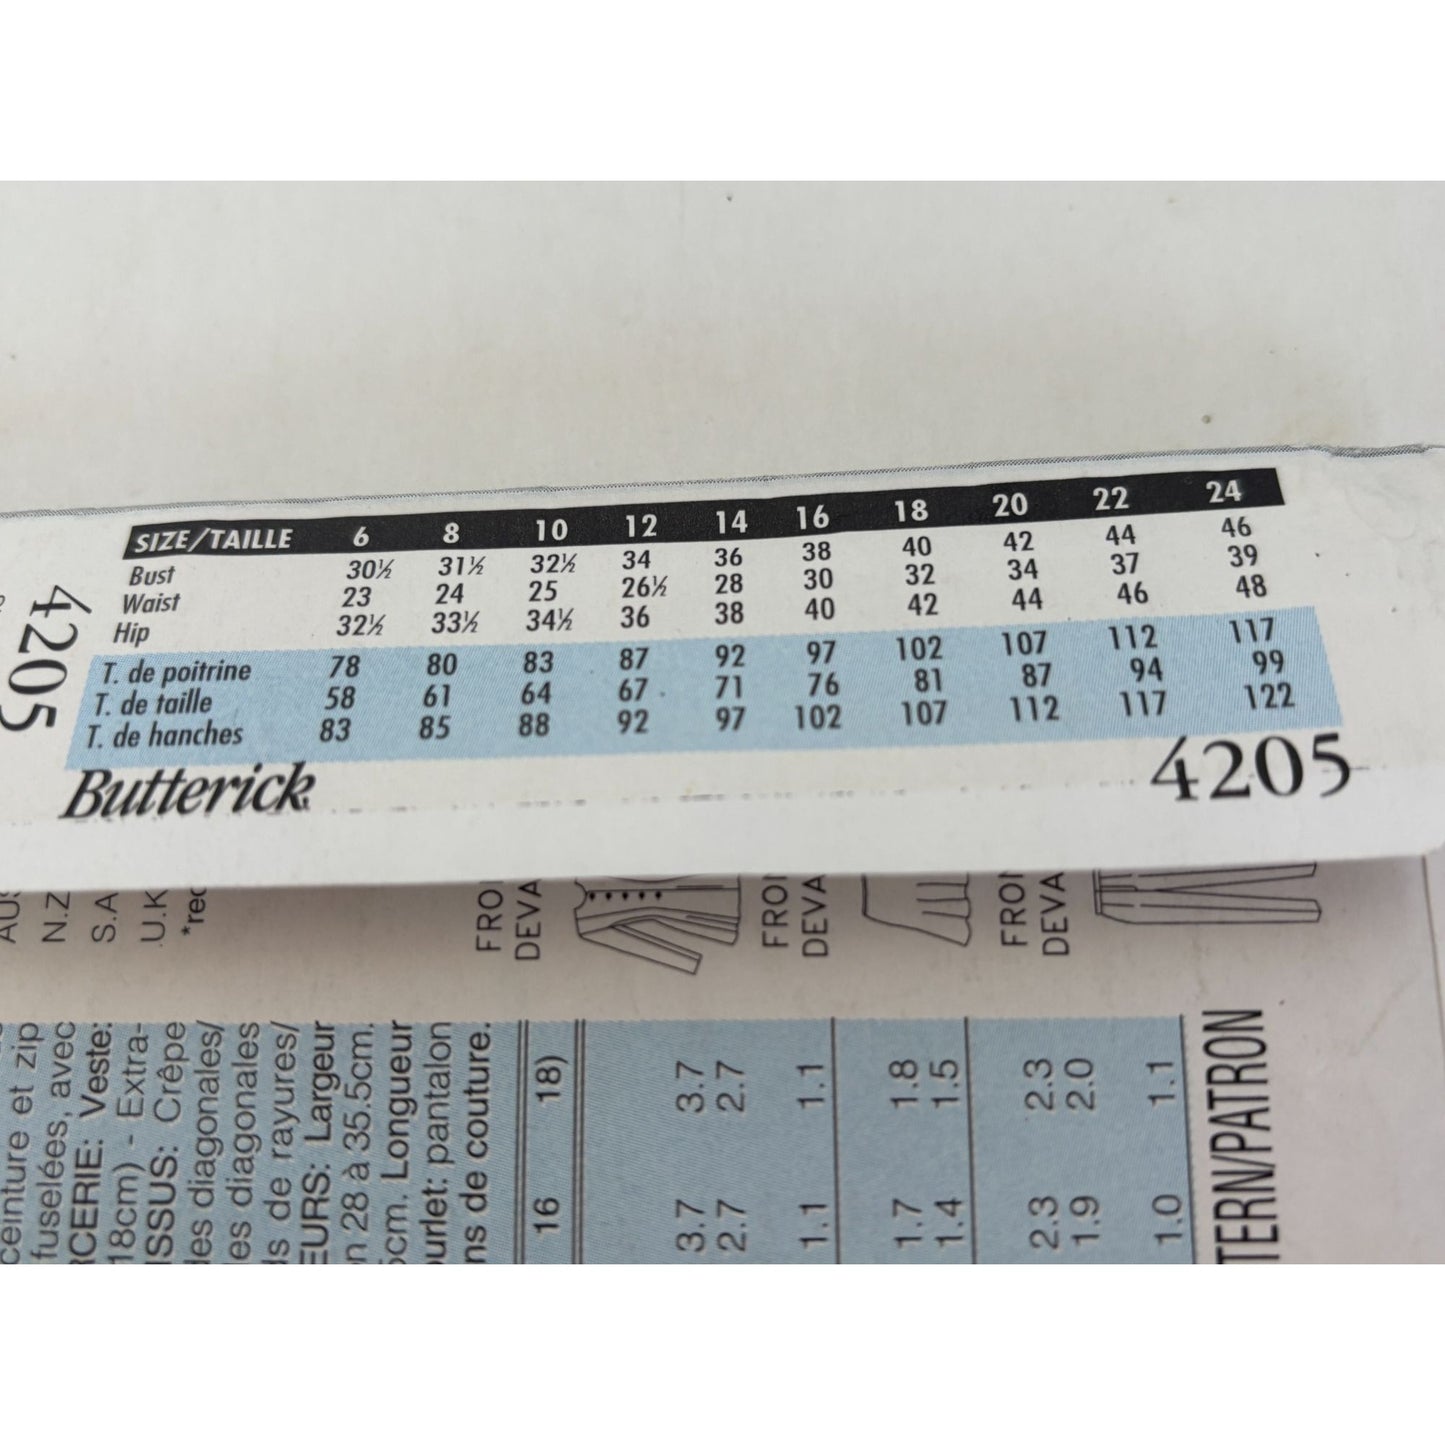 SIZE/TAILLE 6 8 10 12 14 16 18 20 22 24
Bust 30½ 31½ 32½ 34 36 38 40 42 44 46
Waist 23 24 25 26½ 28 30 32 34 37 39
Hip 32½ 33½ 34½ 36 38 40 42 44 46 48
T. de poitrine 78 80 83 87 92 97 102 107 112 117
T. de taille 58 61 64 67 71 76 81 87 94 99
T. de hanches 83 85 88 92 97 102 107 112 117 122
Butterick 4205
4205
N.Z
S.A
U.K
*rec
FRO
DEVA
FRO
DEVA
FRO
DEVA
ceinture et zip
fuselées, avec
RCERIE: Veste:
18cm) - Extra-
ISSUS: Crêpe
des diagonales/
es diagonales
ds de rayures/
EURS: Largeur
n 28 à 35.5cm.
5cm. Longueur
ourlet: pantalon
ns de couture.
16 18)
3.7 3.7
2.7 2.7
1.1 1.1
1.7 1.8
1.4 1.5
2.3 2.3
1.9 2.0
1.0 1.1
TERN/PATRON